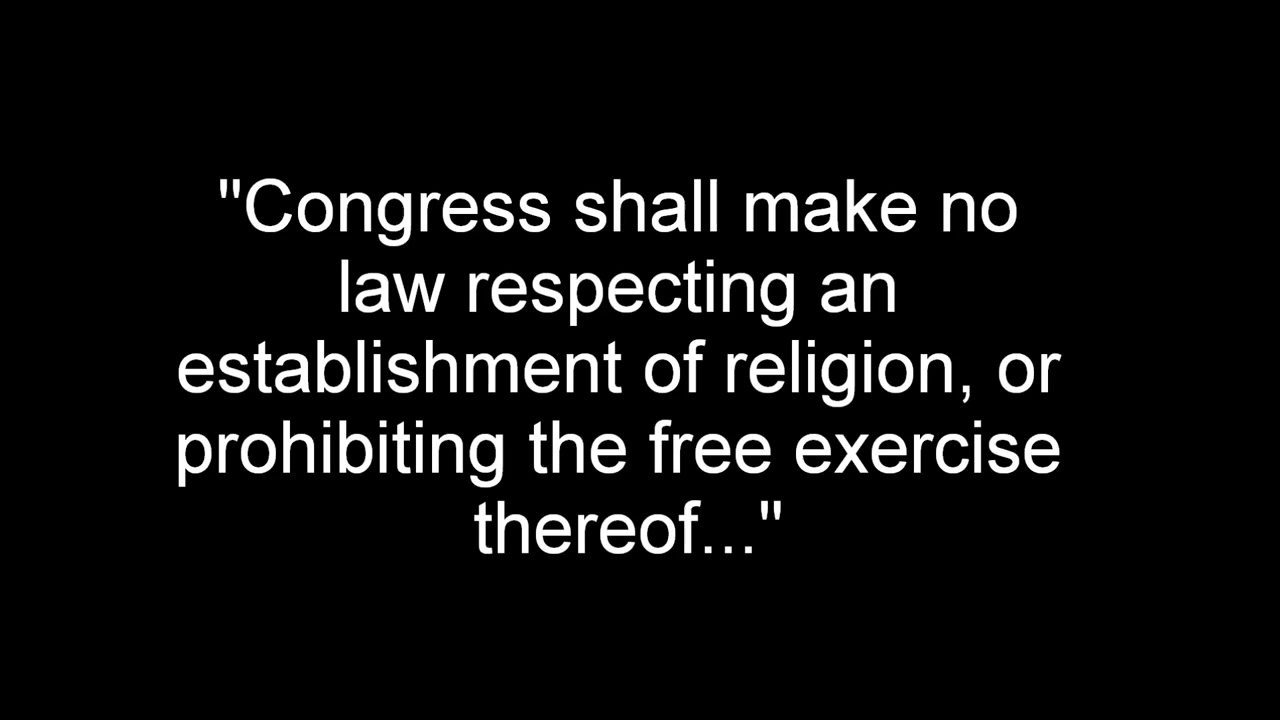 "Congress shall make no
law respecting an
establishment of religion, or
prohibiting the free exercise
thereof..."